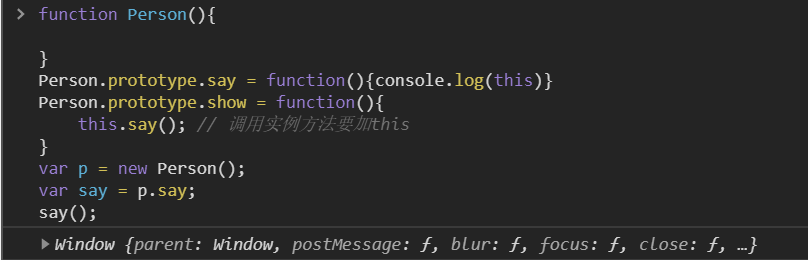 function Person(){
}
Person.prototype.say = function(){console.log(this)}
Person.prototype.show = function(){
this.say(); // 调用实例方法要加this
}
var p = new Person();
var say = p.say;
say();
Window {parent: Window, postMessage: ƒ, blur: ƒ, focus: ƒ, close: ƒ, …}